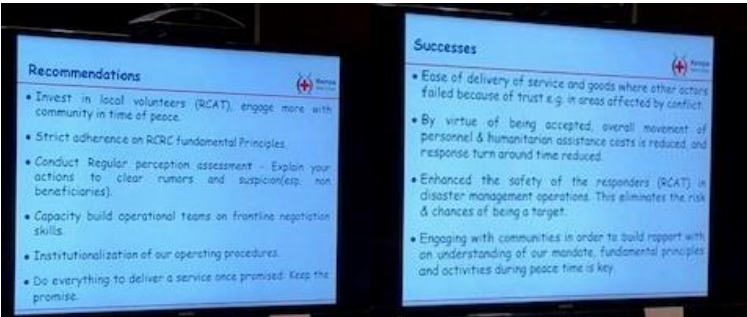 Recommendations
Kenya
• Invest in local volunteers (RCAT), engage more with
community in time of peace.
• Strict adherence on RCRC fundamental Principles.
• Conduct Regular perception assessment - Explain your
actions to clear rumors and suspicion(esp. non
beneficiaries).
• Capacity build operational teams on frontline negotiation
skills.
• Institutionalization of our operating procedures.
• Do everything to deliver a service once promised. Keep the
promise.
Successes
Kenya
• Ease of delivery of service and goods where other actors
failed because of trust e.g. in areas affected by conflict.
• By virtue of being accepted, overall movement of
personnel & humanitarian assistance costs is reduced, and
response turn around time reduced.
• Enhanced the safety of the responders (RCAT) in
disaster management operations. This eliminates the risk
& chances of being a target.
• Engaging with communities in order to build rapport with
an understanding of our mandate, fundamental principles
and activities during peace time is key.